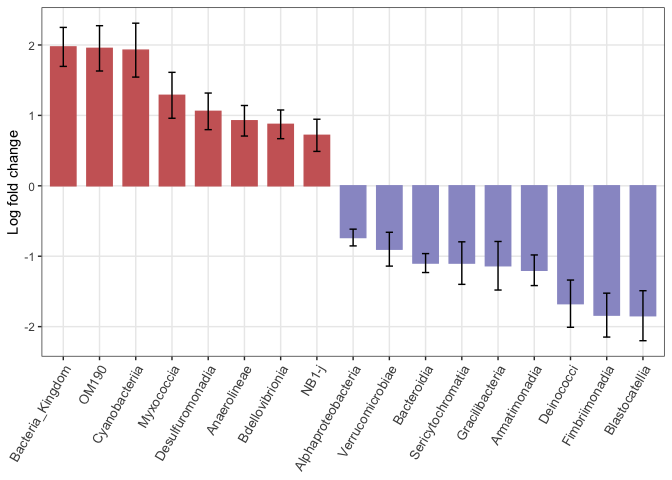 Log fold change
2
1
0
-1
-2
Bacteria_Kingdom
OM190
Cyanobacteriia
Myxococcia
Desulfuromonadia
Anaerolineae
Bdellovibrionia
NB1-j
Alphaproteobacteria
Verrucomicrobiae
Bacteroidia
Sericytochromatia
Gracilibacteria
Armatimonadia
Deinococci
Fimbriimonadia
Blastocatellia